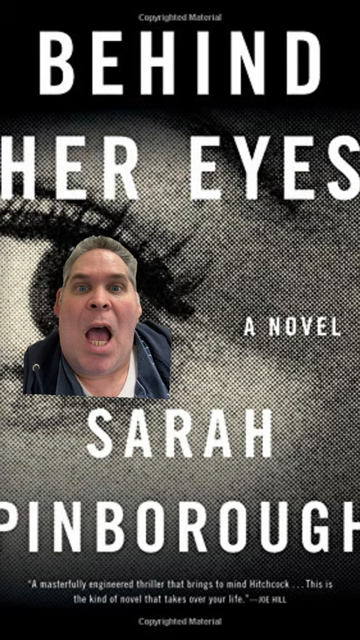 Copyrighted Material
BEHIND
HER EYES
A NOVEL
SARAH
PINBOROUGH
"A masterfully engineered thriller that brings to mind Hitchcock . . . This is
the kind of novel that takes over your life."—JOE HILL
Copyrighted Material